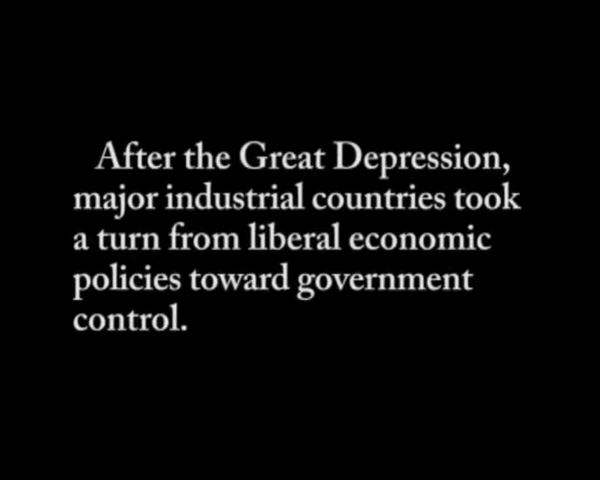 After the Great Depression,
major industrial countries took
a turn from liberal economic
policies toward government
control.